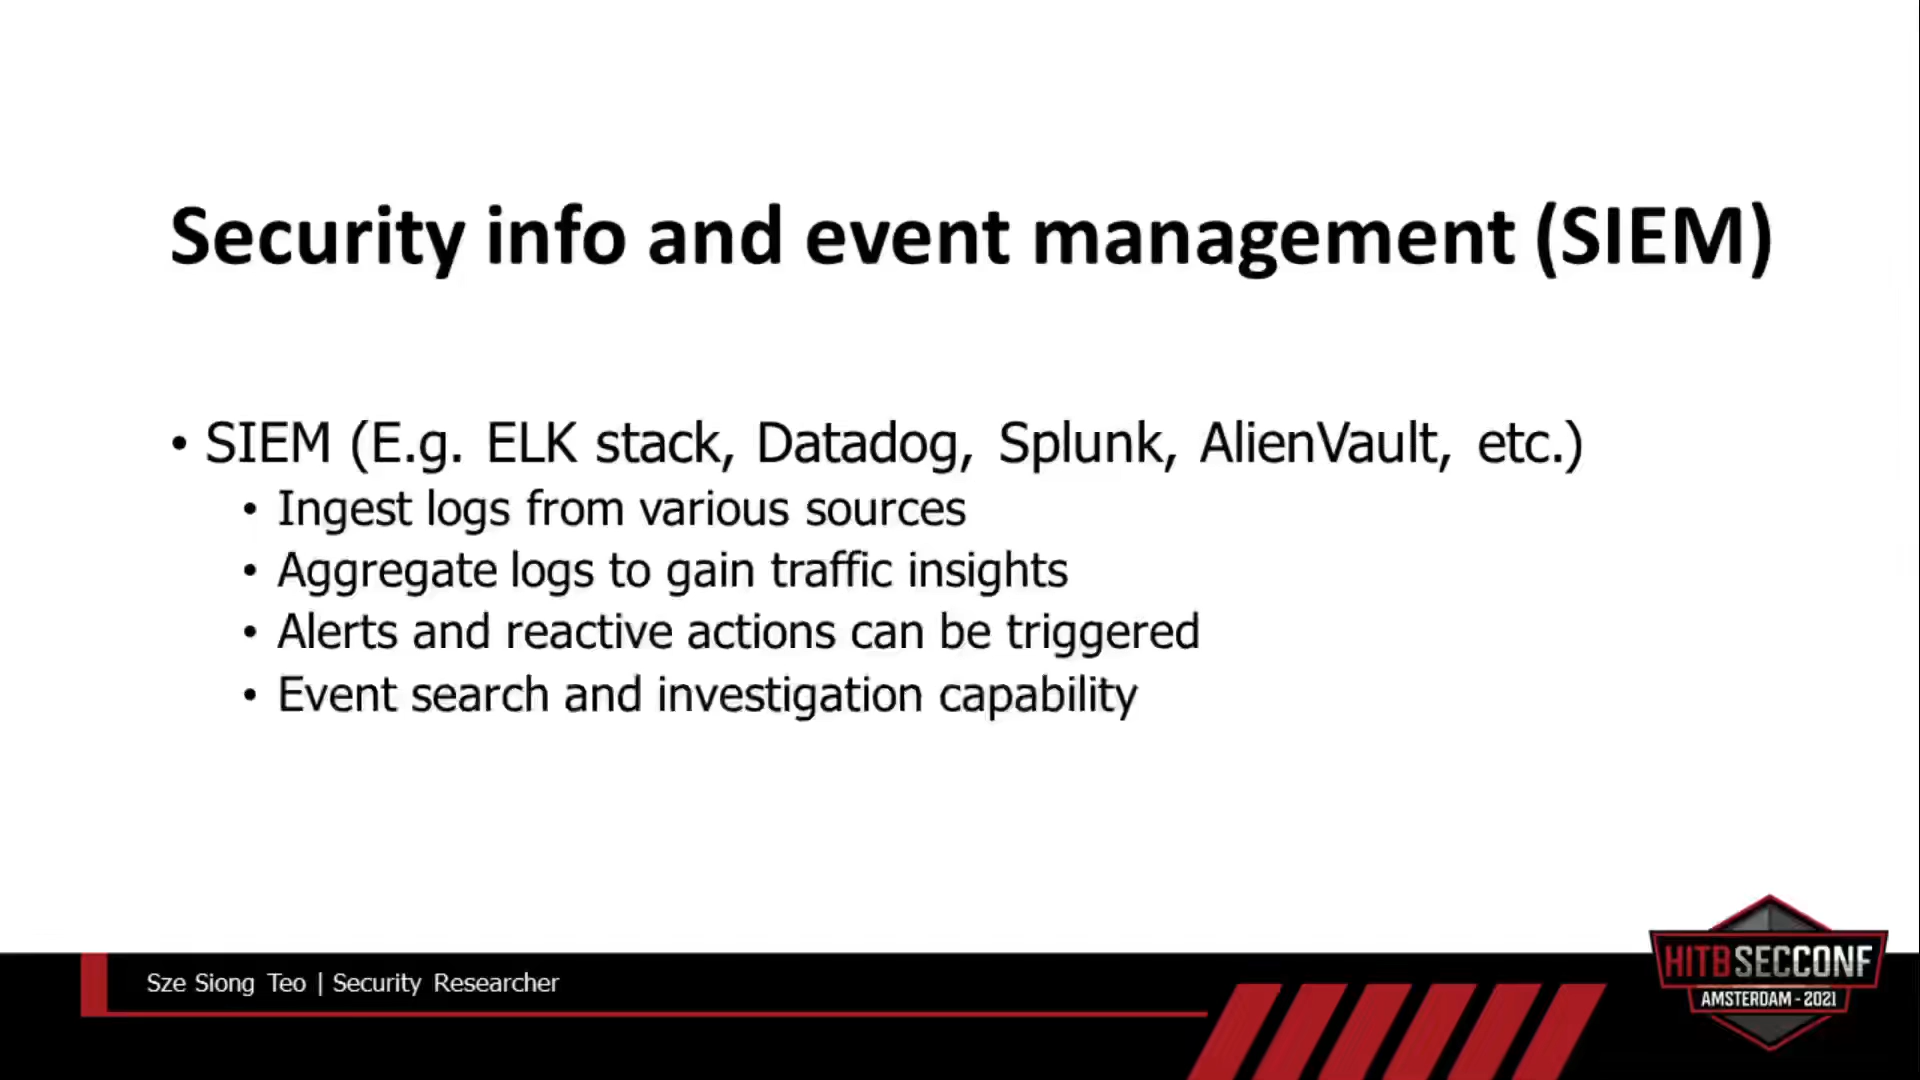 Security info and event management (SIEM)
• SIEM (E.g. ELK stack, Datadog, Splunk, AlienVault, etc.)
• Ingest logs from various sources
• Aggregate logs to gain traffic insights
• Alerts and reactive actions can be triggered
• Event search and investigation capability
Sze Siong Teo | Security Researcher
HITBSECCONF
AMSTERDAM - 2021